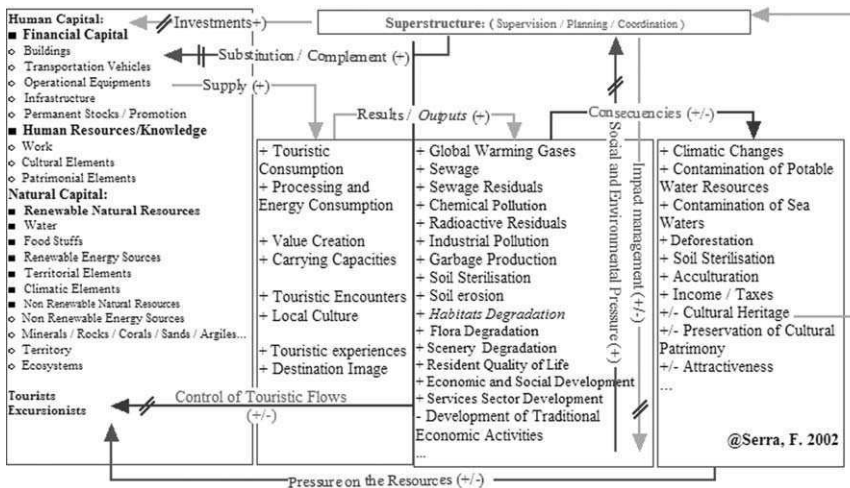 Human Capital:
■ Financial Capital
◇ Buildings
◇ Transportation Vehicles
◇ Operational Equipments
◇ Infrastructure
◇ Permanent Stocks / Promotion
■ Human Resources/Knowledge
◇ Work
◇ Cultural Elements
◇ Patrimonial Elements
Natural Capital:
■ Renewable Natural Resources
■ Water
■ Food Stuffs
■ Renewable Energy Sources
■ Territorial Elements
■ Climatic Elements
■ Non Renewable Natural Resources
◇ Non Renewable Energy Sources
◇ Minerals / Rocks / Corals / Sands / Argiles...
◇ Territory
◇ Ecosystems
Tourists
Excursionists
Investments+)
Superstructure: ( Supervision / Planning / Coordination )
Substitution / Complement (+)
Supply (+)
Results / Outputs (+)
Consecuencies (+/-)
+ Touristic
Consumption
+ Processing and
Energy Consumption
+ Value Creation
+ Carrying Capacities
+ Touristic Encounters
+ Local Culture
+ Touristic experiences
+ Destination Image
+ Global Warming Gases
+ Sewage
+ Sewage Residuals
+ Chemical Pollution
+ Radioactive Residuals
+ Industrial Pollution
+ Garbage Production
+ Soil Sterilisation
+ Soil erosion
+ Habitats Degradation
+ Flora Degradation
+ Scenery Degradation
+ Resident Quality of Life
+ Economic and Social Development
+ Services Sector Development
- Development of Traditional
Economic Activities
...
Social and Environmental Pressure (+)
Impact management (+/-)
+ Climatic Changes
+ Contamination of Potable
Water Resources
+ Contamination of Sea
Waters
+ Deforestation
+ Soil Sterilisation
+ Acculturation
+ Income / Taxes
+/- Cultural Heritage
+/- Preservation of Cultural
Patrimony
+/- Attractiveness
...
@Serra, F. 2002
Control of Touristic Flows
(+/-)
Pressure on the Resources (+/-)